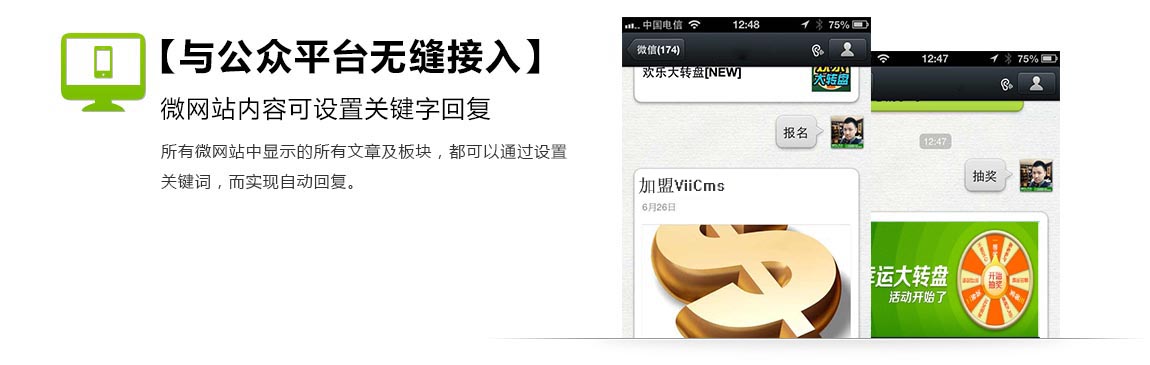 【与公众平台无缝接入】
微网站内容可设置关键字回复
所有微网站中显示的所有文章及板块，都可以通过设置
关键词，而实现自动回复。
中国电信
12:48
75%
微信(174)
欢乐大转盘[NEW]
大转盘
报名
加盟ViiCms
6月26日
12:47
75%
12:47
抽奖
幸运大转盘
活动开始了
开始
抽奖